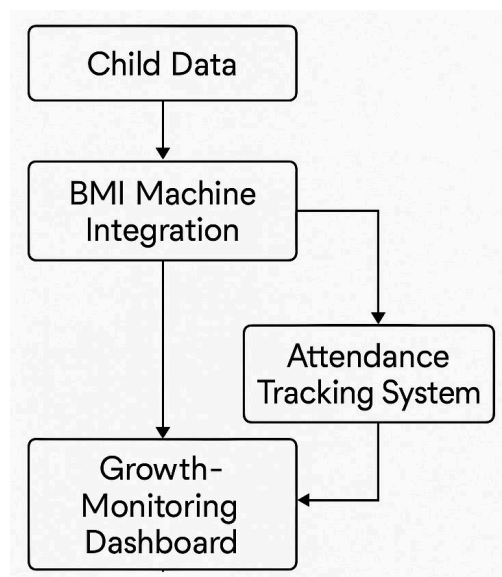 Child Data
BMI Machine
Integration
Attendance
Tracking System
Growth-
Monitoring
Dashboard